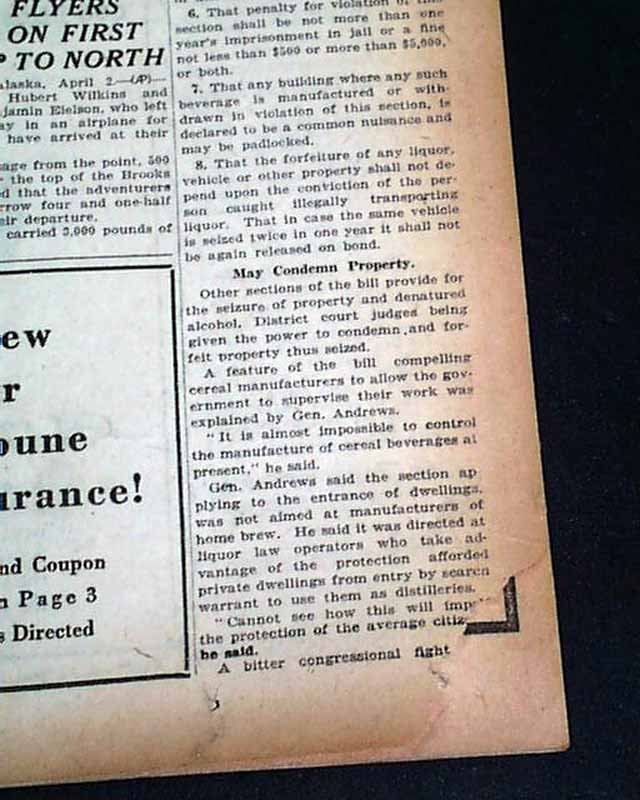 FLYERS
ON FIRST
TO NORTH
alaska, April 2.—(AP)—
Hubert Wilkins and
jamin Eielson, who left
ay in an airplane for
have arrived at their
sage from the point, 500
the top of the Brooks
d that the adventurers
rrow four and one-half
eir departure.
carried 3,000 pounds of
ew
r
oune
urance!
nd Coupon
n Page 3
s Directed
6. That penalty for violation of this
section shall be not more than one
year's imprisonment in jail or a fine
not less than $500 or more than $5,000,
or both.
7. That any building where any such
beverage is manufactured or with-
drawn in violation of this section, is
declared to be a common nuisance and
may be padlocked.
8. That the forfeiture of any liquor,
vehicle or other property shall not de-
pend upon the conviction of the per-
son caught illegally transporting
liquor. That in case the same vehicle
is seized twice in one year it shall not
be again released on bond.
May Condemn Property.
Other sections of the bill provide for
the seizure of property and denatured
alcohol, District court judges being
given the power to condemn and for-
feit property thus seized.
A feature of the bill compelling
cereal manufacturers to allow the gov-
ernment to supervise their work was
explained by Gen. Andrews.
"It is almost impossible to control
the manufacture of cereal beverages at
present," he said.
Gen. Andrews said the section ap
plying to the entrance of dwellings,
was not aimed at manufacturers of
home brew. He said it was directed at
liquor law operators who take ad-
vantage of the protection afforded
private dwellings from entry by search
warrant to use them as distilleries.
"Cannot see how this will imp
the protection of the average citiz
he said.
A bitter congressional fight